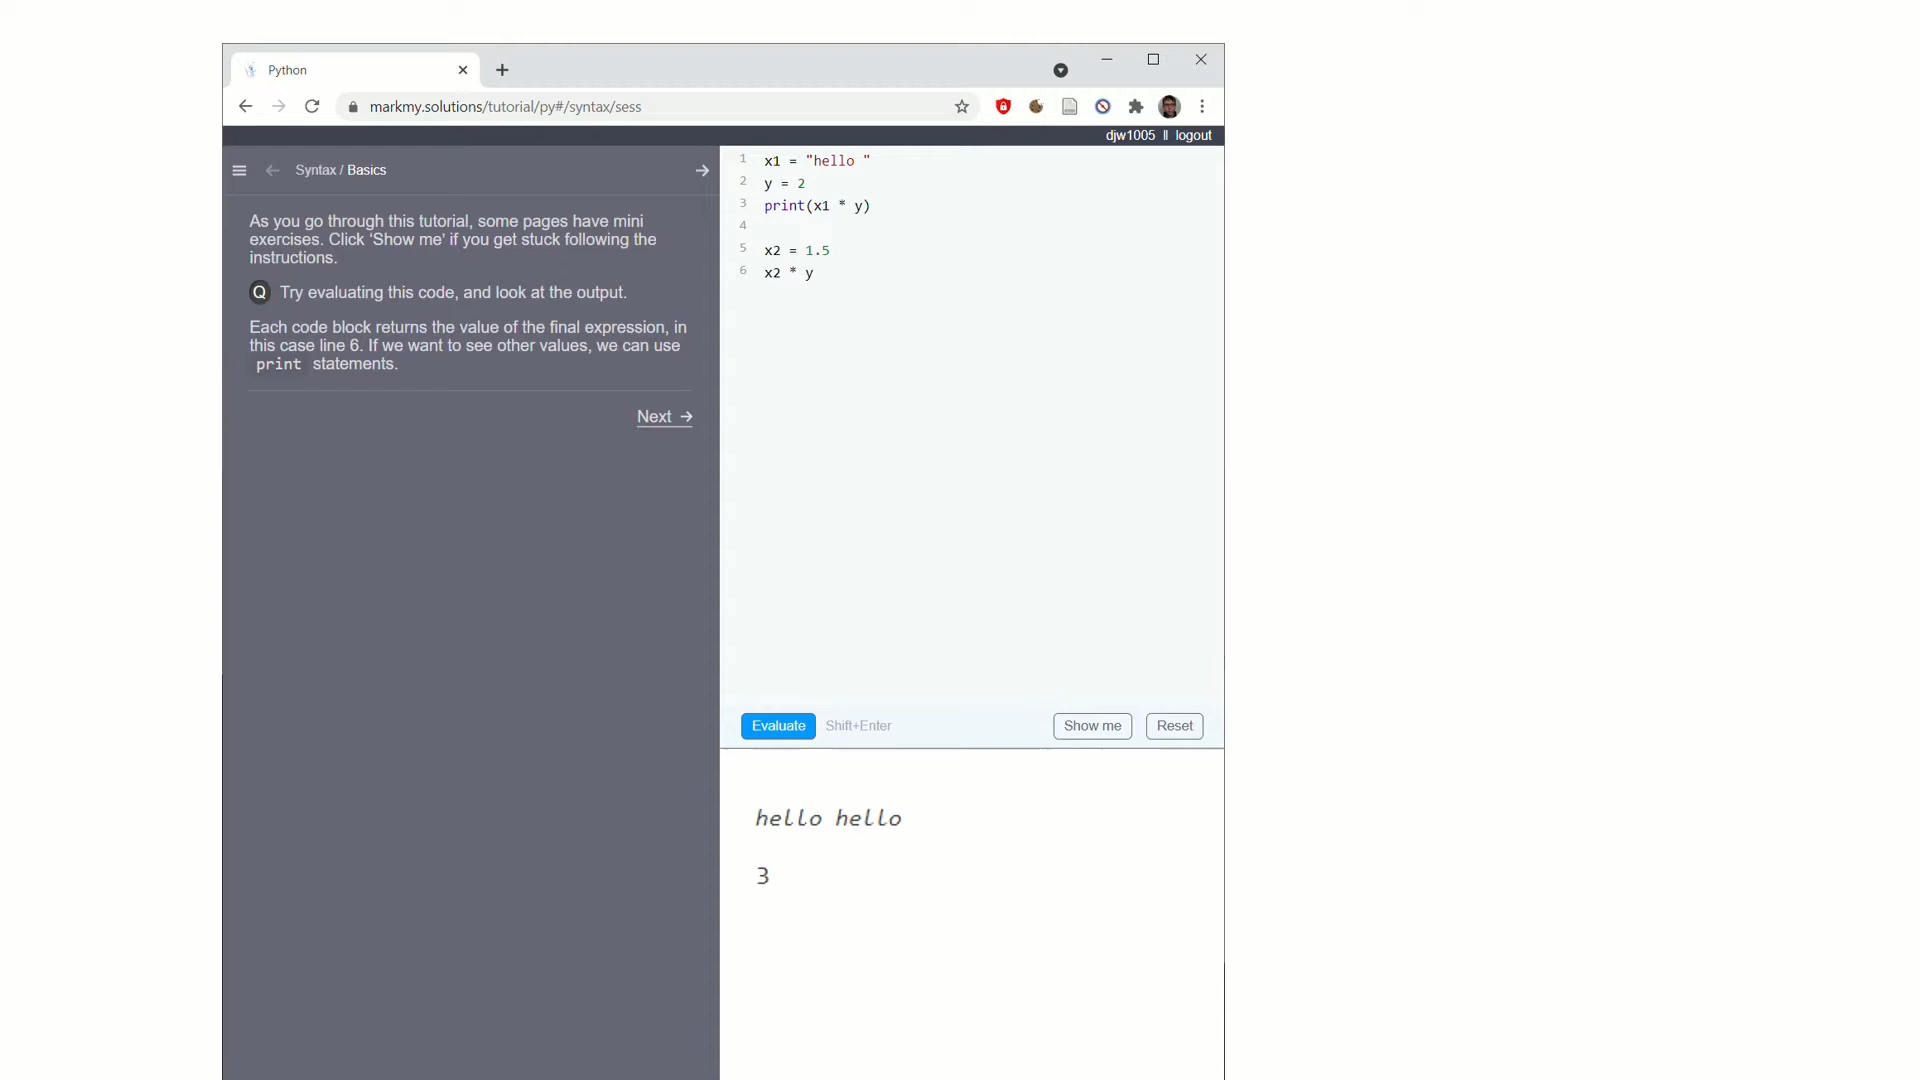 Python
markmy.solutions/tutorial/py#/syntax/sess
djw1005 || logout
Syntax / Basics
As you go through this tutorial, some pages have mini
exercises. Click ‘Show me’ if you get stuck following the
instructions.
Q Try evaluating this code, and look at the output.
Each code block returns the value of the final expression, in
this case line 6. If we want to see other values, we can use
print statements.
Next →
1 x1 = "hello "
2 y = 2
3 print(x1 * y)
4
5 x2 = 1.5
6 x2 * y
Evaluate Shift+Enter Show me Reset
hello hello
3